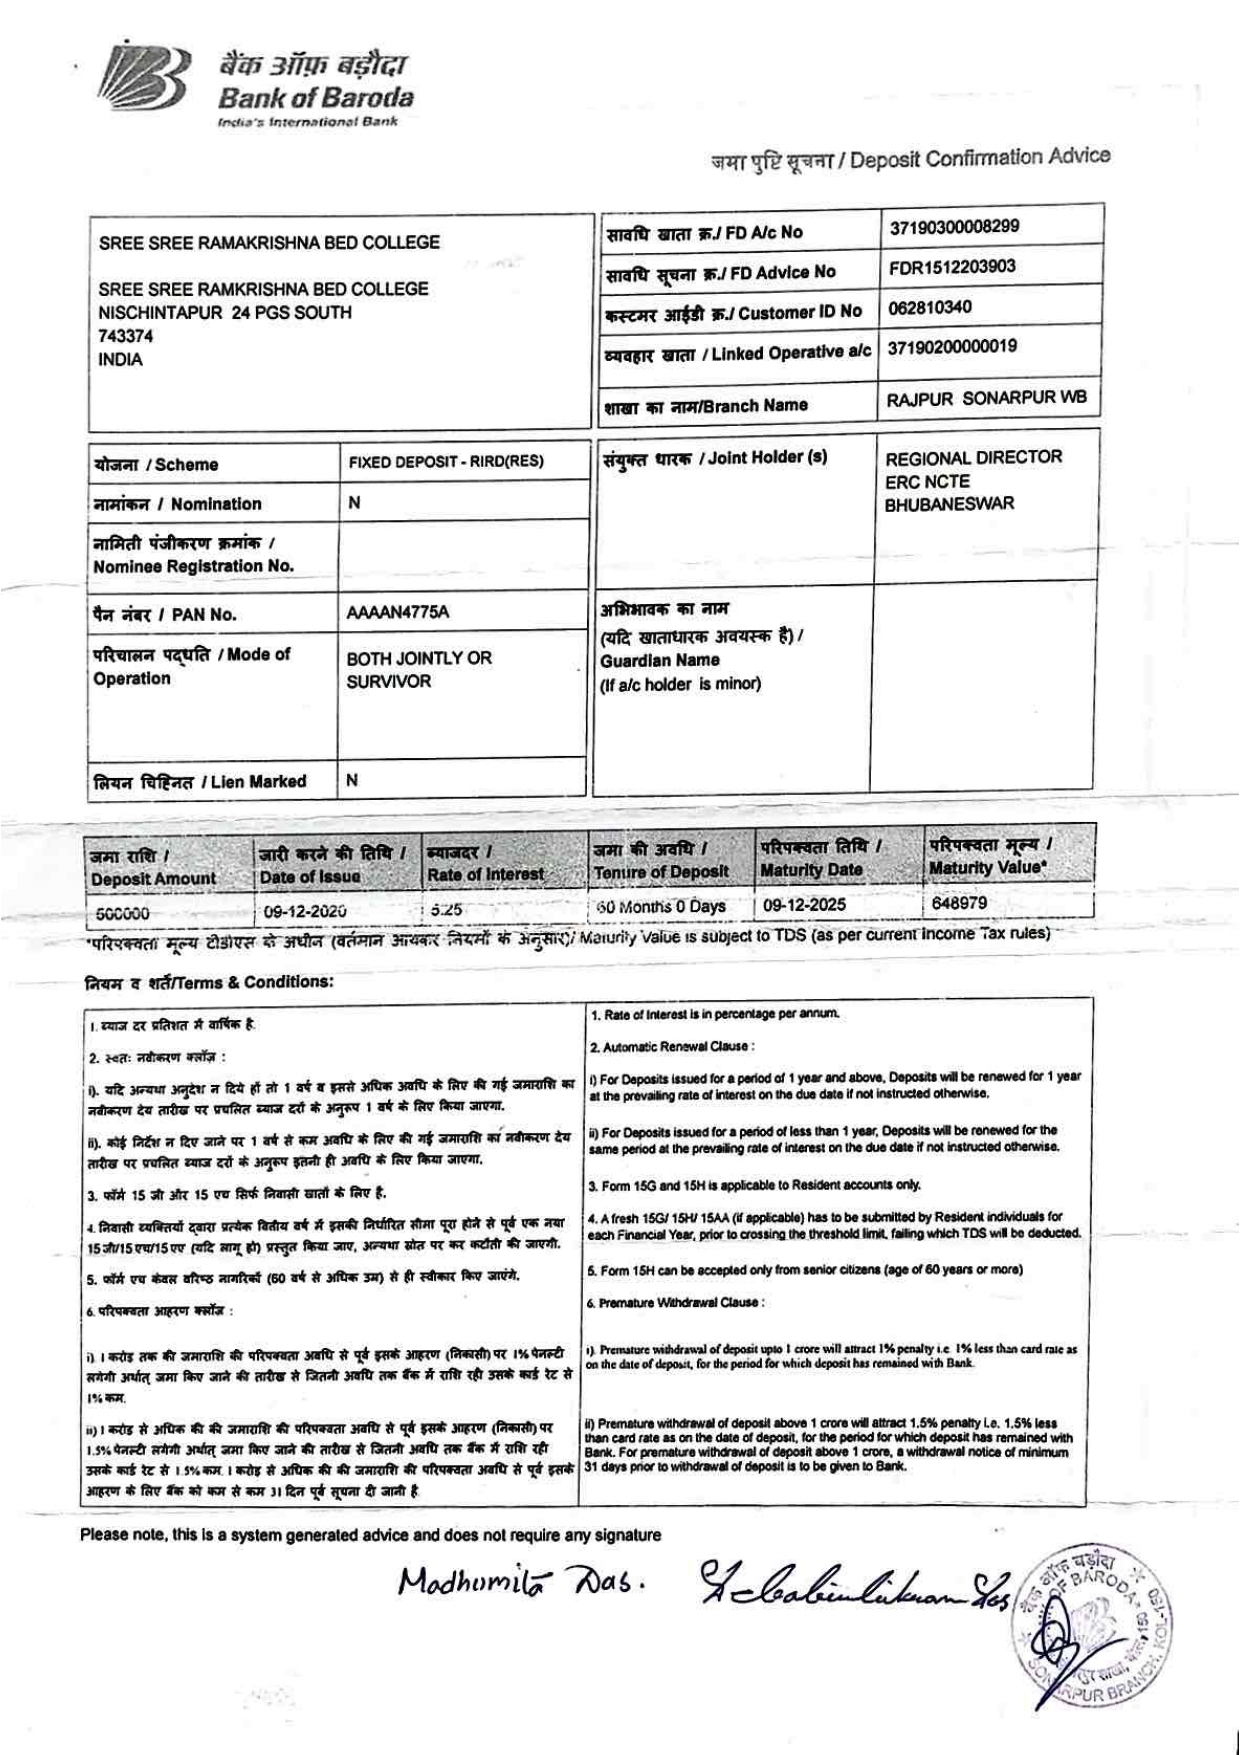 बैंक ऑफ़ बड़ौदा
Bank of Baroda
India's International Bank
जमा पुष्टि सूचना / Deposit Confirmation Advice
SREE SREE RAMAKRISHNA BED COLLEGE
SREE SREE RAMKRISHNA BED COLLEGE
NISCHINTAPUR 24 PGS SOUTH
743374
INDIA
सावधि खाता क्र./ FD A/c No 37190300008299
सावधि सूचना क्र./ FD Advice No FDR1512203903
कस्टमर आईडी क्र./ Customer ID No 062810340
व्यवहार खाता / Linked Operative a/c 37190200000019
शाखा का नाम/Branch Name RAJPUR SONARPUR WB
योजना / Scheme FIXED DEPOSIT - RIRD(RES)
नामांकन / Nomination N
नामिती पंजीकरण क्रमांक /
Nominee Registration No.
पैन नंबर / PAN No. AAAAN4775A
परिचालन पद्धति / Mode of
Operation
BOTH JOINTLY OR
SURVIVOR
लियन चिह्नित / Lien Marked N
संयुक्त धारक / Joint Holder (s)
REGIONAL DIRECTOR
ERC NCTE
BHUBANESWAR
अभिभावक का नाम
(यदि खाताधारक अवयस्क है) /
Guardian Name
(If a/c holder is minor)
जमा राशि /
Deposit Amount
जारी करने की तिथि /
Date of Issue
ब्याजदर /
Rate of Interest
जमा की अवधि /
Tenure of Deposit
परिपक्वता तिथि /
Maturity Date
परिपक्वता मूल्य /
Maturity Value*
500000 09-12-2020 5.25 60 Months 0 Days 09-12-2025 648979
*परिपक्वता मूल्य टीडीएस के अधीन (वर्तमान आयकर नियमों के अनुसार)/ Maturity Value is subject to TDS (as per current Income Tax rules)
नियम व शर्तें/Terms & Conditions:
1. ब्याज दर प्रतिशत में वार्षिक है.
2. स्वतः नवीकरण क्लॉज़ :
i). यदि अन्यथा अनुदेश न दिये हों तो 1 वर्ष व इससे अधिक अवधि के लिए की गई जमाराशि का
नवीकरण देय तारीख पर प्रचलित ब्याज दरों के अनुरूप 1 वर्ष के लिए किया जाएगा.
ii). कोई निर्देश न दिए जाने पर 1 वर्ष से कम अवधि के लिए की गई जमाराशि का नवीकरण देय
तारीख पर प्रचलित ब्याज दरों के अनुरूप इतनी ही अवधि के लिए किया जाएगा.
3. फॉर्म 15 जी और 15 एच सिर्फ निवासी खातों के लिए है.
4. निवासी व्यक्तियों द्वारा प्रत्येक वितीय वर्ष में इसकी निर्धारित सीमा पूरा होने से पूर्व एक नया
15 जी/15 एच/15 एए (यदि लागू हो) प्रस्तुत किया जाए, अन्यथा स्रोत पर कर कटौती की जाएगी.
5. फॉर्म एच केवल वरिष्ठ नागरिकों (60 वर्ष से अधिक उम्र) से ही स्वीकार किए जाएंगे.
6. परिपक्वता आहरण क्लॉज़ :
i). 1 करोड़ तक की जमाराशि की परिपक्वता अवधि से पूर्व इसके आहरण (निकासी) पर 1% पेनल्टी
लगेगी अर्थात् जमा किए जाने की तारीख से जितनी अवधि तक बैंक में राशि रही उसके कार्ड रेट से
1% कम.
ii) 1 करोड़ से अधिक की की जमाराशि की परिपक्वता अवधि से पूर्व इसके आहरण (निकासी) पर
1.5% पेनल्टी लगेगी अर्थात् जमा किए जाने की तारीख से जितनी अवधि तक बैंक में राशि रही
उसके कार्ड रेट से 1.5% कम. 1 करोड़ से अधिक की की जमाराशि की परिपक्वता अवधि से पूर्व इसके
आहरण के लिए बैंक को कम से कम 31 दिन पूर्व सूचना दी जानी है
1. Rate of Interest is in percentage per annum.
2. Automatic Renewal Clause :
i) For Deposits issued for a period of 1 year and above, Deposits will be renewed for 1 year
at the prevailing rate of interest on the due date if not instructed otherwise.
ii) For Deposits issued for a period of less than 1 year, Deposits will be renewed for the
same period at the prevailing rate of interest on the due date if not instructed otherwise.
3. Form 15G and 15H is applicable to Resident accounts only.
4. A fresh 15G/ 15H/ 15AA (if applicable) has to be submitted by Resident individuals for
each Financial Year, prior to crossing the threshold limit, failing which TDS will be deducted.
5. Form 15H can be accepted only from senior citizens (age of 60 years or more)
6. Premature Withdrawal Clause :
i). Premature withdrawal of deposit upto 1 crore will attract 1% penalty i.e. 1% less than card rate as
on the date of deposit, for the period for which deposit has remained with Bank.
ii) Premature withdrawal of deposit above 1 crore will attract 1.5% penalty i.e. 1.5% less
than card rate as on the date of deposit, for the period for which deposit has remained with
Bank. For premature withdrawal of deposit above 1 crore, a withdrawal notice of minimum
31 days prior to withdrawal of deposit is to be given to Bank.
Please note, this is a system generated advice and does not require any signature
Madhumita Das.
बैंक ऑफ़ बड़ौदा
OF BARODA
SONARPUR BRANCH, KOL-150